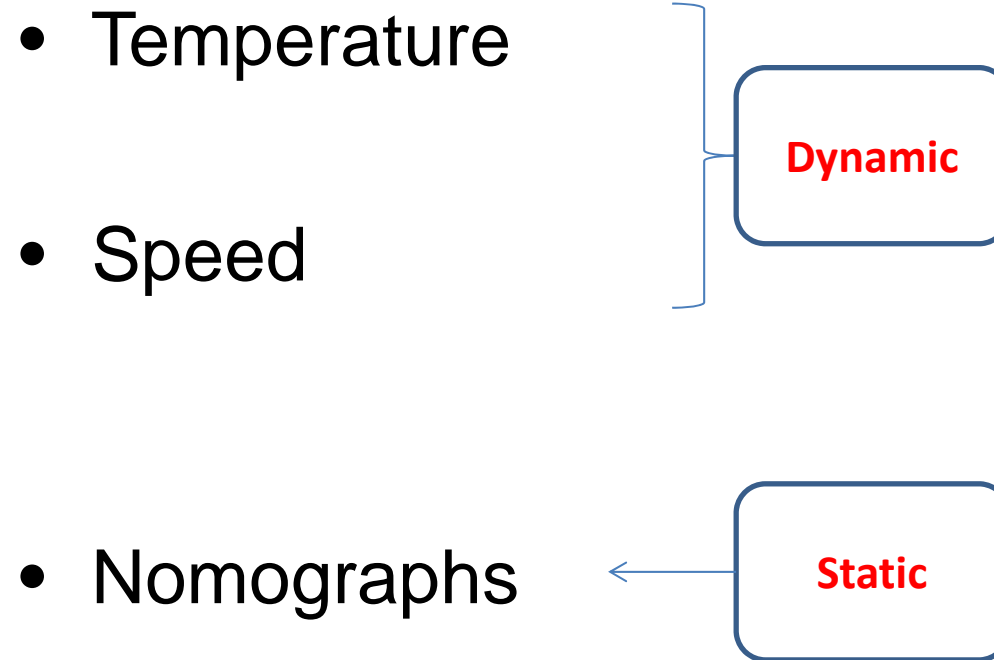 • Temperature
Dynamic
• Speed
• Nomographs
Static